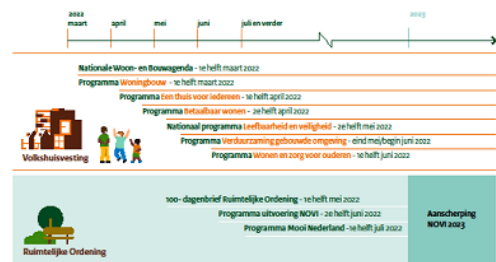 2022
maart april mei juni juli en verder 2023
Nationale Woon- en Bouwagenda - 1e helft maart 2022
Programma Woningbouw - 1e helft maart 2022
Programma Een thuis voor iedereen - 1e helft april 2022
Programma Betaalbaar wonen - 2e helft april 2022
Nationaal programma Leefbaarheid en veiligheid - 2e helft mei 2022
Programma Verduurzaming gebouwde omgeving - eind mei/begin juni 2022
Programma Wonen en zorg voor ouderen - 1e helft juni 2022
Volkshuisvesting
100- dagenbrief Ruimtelijke Ordening - 1e helft mei 2022
Programma uitvoering NOVI - 2e helft juni 2022
Programma Mooi Nederland -1e helft juli 2022
Aanscherping
NOVI 2023
Ruimtelijke Ordening